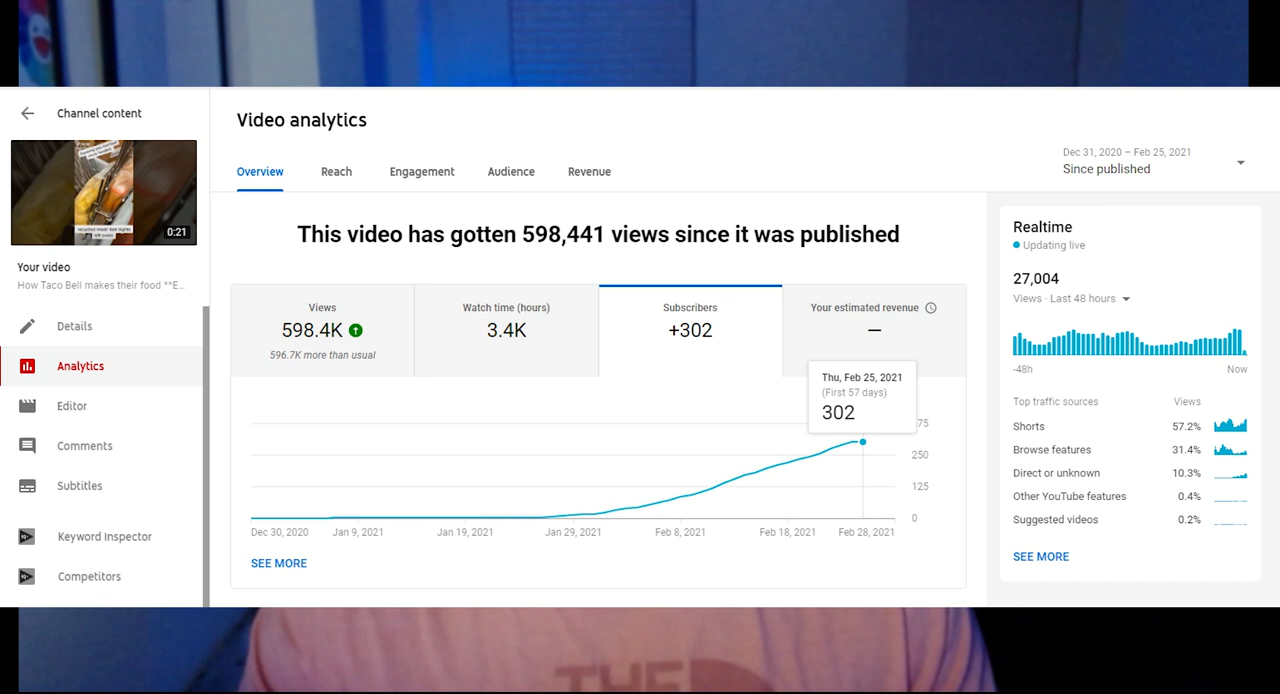 Channel content
0:21
Your video
How Taco Bell makes their food **E...
Details
Analytics
Editor
Comments
Subtitles
Keyword Inspector
Competitors
Video analytics
Overview
Reach
Engagement
Audience
Revenue
Dec 31, 2020 – Feb 25, 2021
Since published
This video has gotten 598,441 views since it was published
Views
598.4K
596.7K more than usual
Watch time (hours)
3.4K
Subscribers
+302
Your estimated revenue
—
Thu, Feb 25, 2021
(First 57 days)
302
75
250
125
0
Dec 30, 2020
Jan 9, 2021
Jan 19, 2021
Jan 29, 2021
Feb 8, 2021
Feb 18, 2021
Feb 28, 2021
SEE MORE
Realtime
Updating live
27,004
Views · Last 48 hours
-48h
Now
Top traffic sources
Views
Shorts
57.2%
Browse features
31.4%
Direct or unknown
10.3%
Other YouTube features
0.4%
Suggested videos
0.2%
SEE MORE
THE